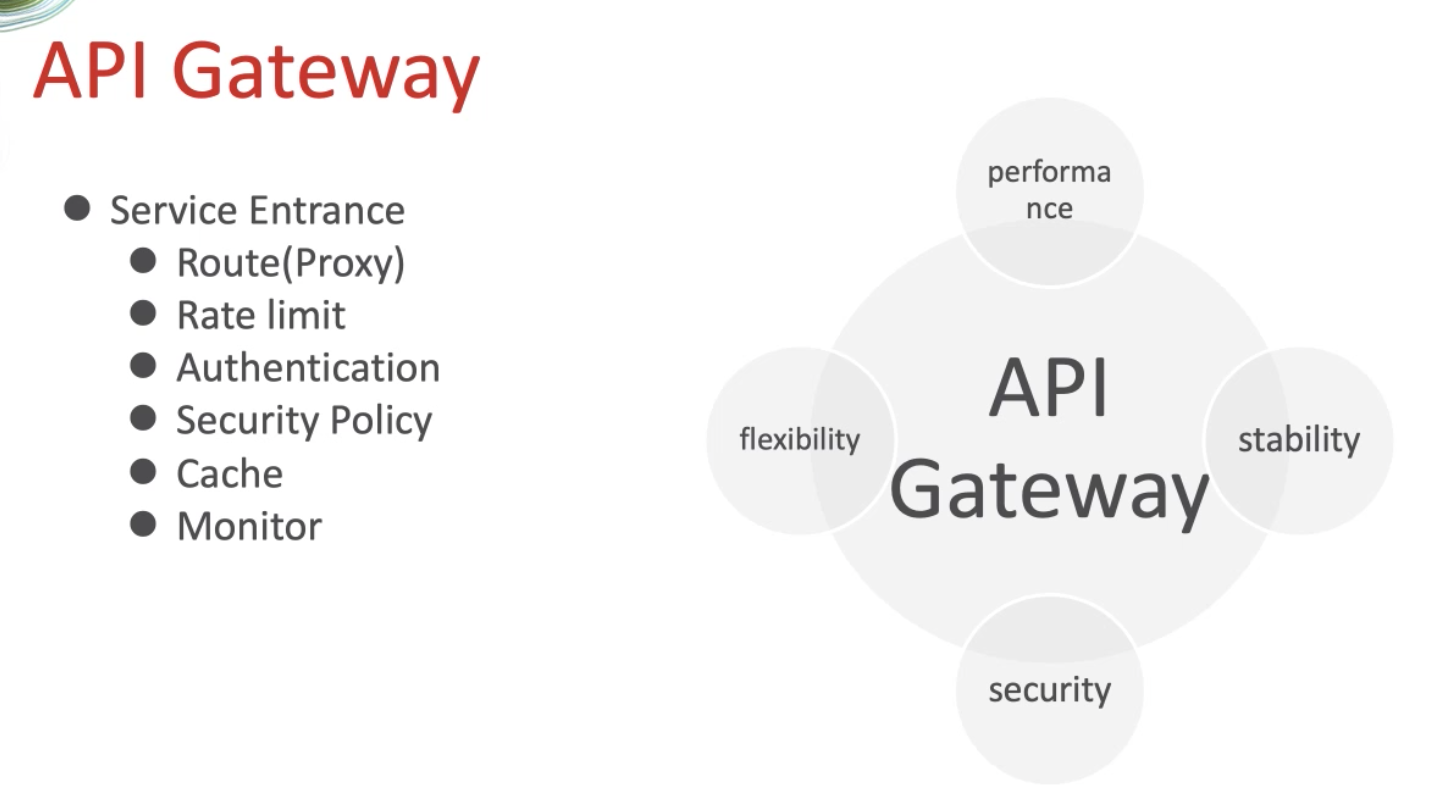 API Gateway
● Service Entrance
● Route(Proxy)
● Rate limit
● Authentication
● Security Policy
● Cache
● Monitor
performa
nce
flexibility
API
Gateway
stability
security